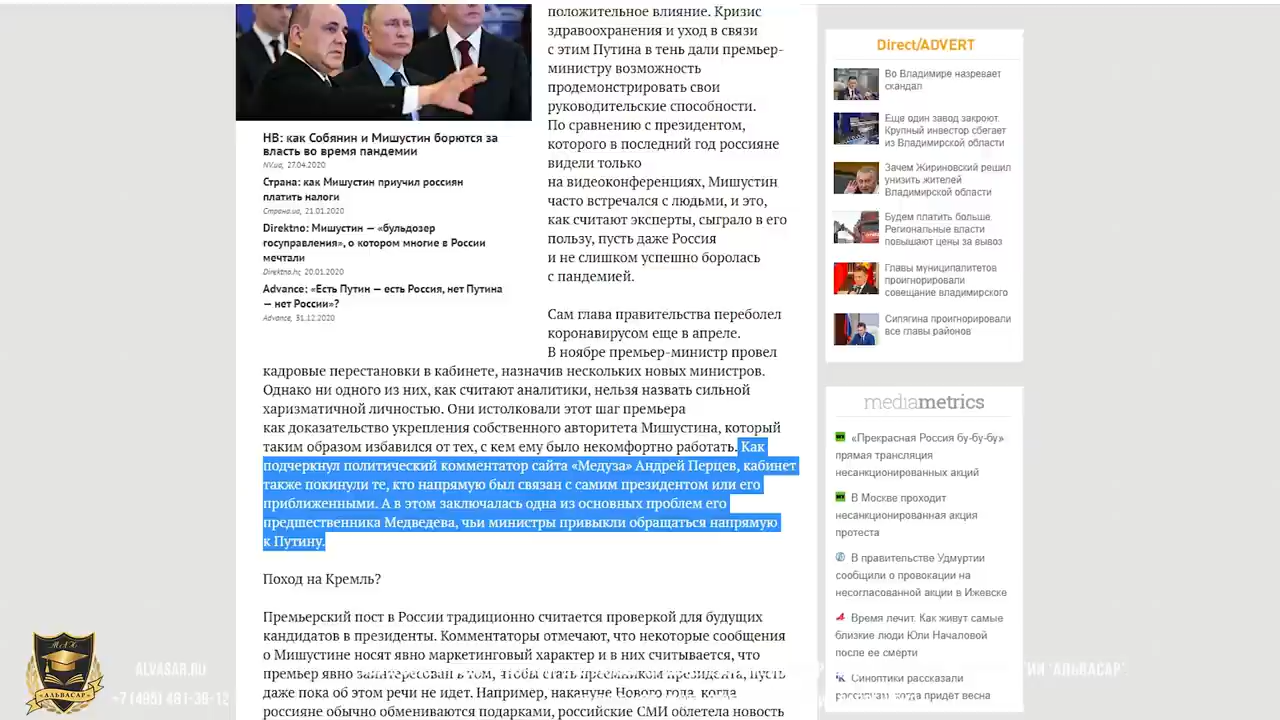 положительное влияние. Кризис
здравоохранения и уход в связи
с этим Путина в тень дали премьер-
министру возможность
продемонстрировать свои
руководительские способности.
По сравнению с президентом,
которого в последний год россияне
видели только
на видеоконференциях, Мишустин
часто встречался с людьми, и это,
как считают эксперты, сыграло в его
пользу, пусть даже Россия
и не слишком успешно боролась
с пандемией.
НВ: как Собянин и Мишустин борются за
власть во время пандемии
NV.ua, 27.04.2020
Страна: как Мишустин приучил россиян
платить налоги
Страна.ua, 21.01.2020
Direktno: Мишустин — «бульдозер
госуправления», о котором многие в России
мечтали
Direktno.hr, 20.01.2020
Advance: «Есть Путин — есть Россия, нет Путина
— нет России»?
Advance, 31.12.2020
Сам глава правительства переболел
коронавирусом еще в апреле.
В ноябре премьер-министр провел
кадровые перестановки в кабинете, назначив нескольких новых министров.
Однако ни одного из них, как считают аналитики, нельзя назвать сильной
харизматичной личностью. Они истолковали этот шаг премьера
как доказательство укрепления собственного авторитета Мишустина, который
таким образом избавился от тех, с кем ему было некомфортно работать. Как
подчеркнул политический комментатор сайта «Медуза» Андрей Перцев, кабинет
также покинули те, кто напрямую был связан с самим президентом или его
приближенными. А в этом заключалась одна из основных проблем его
предшественника Медведева, чьи министры привыкли обращаться напрямую
к Путину.
Поход на Кремль?
Премьерский пост в России традиционно считается проверкой для будущих
кандидатов в президенты. Комментаторы отмечают, что некоторые сообщения
о Мишустине носят явно маркетинговый характер и в них считывается, что
премьер явно заинтересован в том, чтобы стать преемником президента, пусть
даже пока об этом речи не идет. Например, накануне Нового года, когда
россияне обычно обмениваются подарками, российские СМИ облетела новость
Direct/ADVERT
Во Владимире назревает
скандал
Еще один завод закроют.
Крупный инвестор сбегает
из Владимирской области
Зачем Жириновский решил
унизить жителей
Владимирской области
Будем платить больше.
Региональные власти
повышают цены за вывоз
Главы муниципалитетов
проигнорировали
совещание владимирского
Сипягина проигнорировали
все главы районов
mediametrics
«Прекрасная Россия бу-бу-бу»
прямая трансляция
несанкционированных акций
В Москве проходит
несанкционированная акция
протеста
В правительстве Удмуртии
сообщили о провокации на
несогласованной акции в Ижевске
Время лечит. Как живут самые
близкие люди Юли Началовой
после ее смерти
Синоптики рассказали
россиянам, когда придет весна
«АЛЬВАСАР»
ALVASAR.RU
+7 (495) 481-39-12
"АЛЬВАСАР"